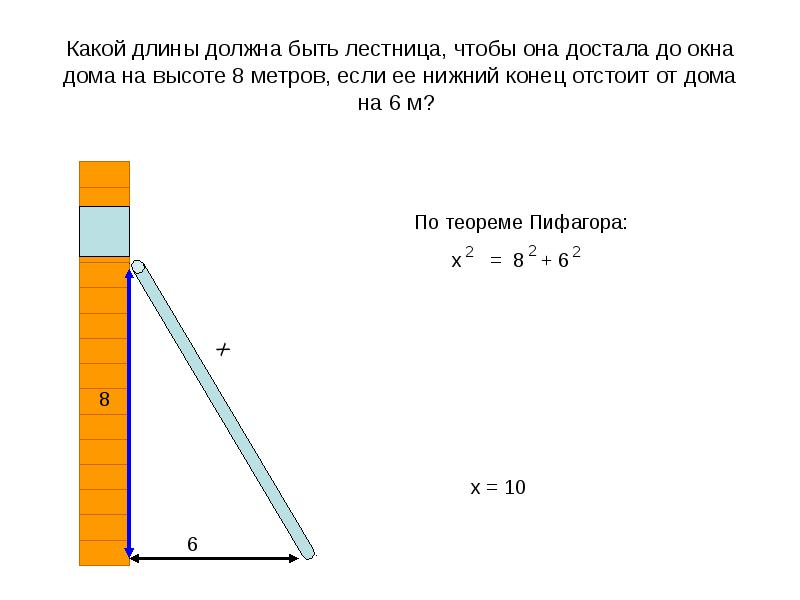 Какой длины должна быть лестница, чтобы она достала до окна
дома на высоте 8 метров, если ее нижний конец отстоит от дома
на 6 м?
По теореме Пифагора:
х² = 8² + 6²
х
8
х = 10
6